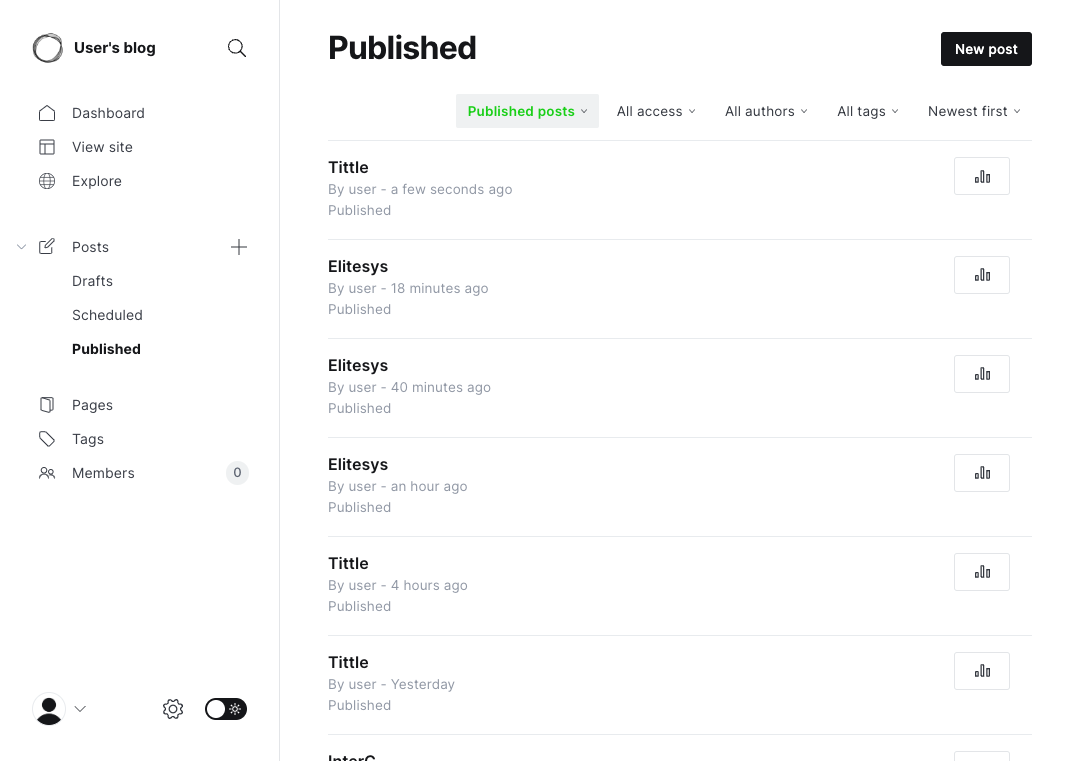 User's blog
Dashboard
View site
Explore
Posts
Drafts
Scheduled
Published
Pages
Tags
Members
0
Published
New post
Published posts
All access
All authors
All tags
Newest first
Tittle
By user - a few seconds ago
Published
Elitesys
By user - 18 minutes ago
Published
Elitesys
By user - 40 minutes ago
Published
Elitesys
By user - an hour ago
Published
Tittle
By user - 4 hours ago
Published
Tittle
By user - Yesterday
Published
InterC